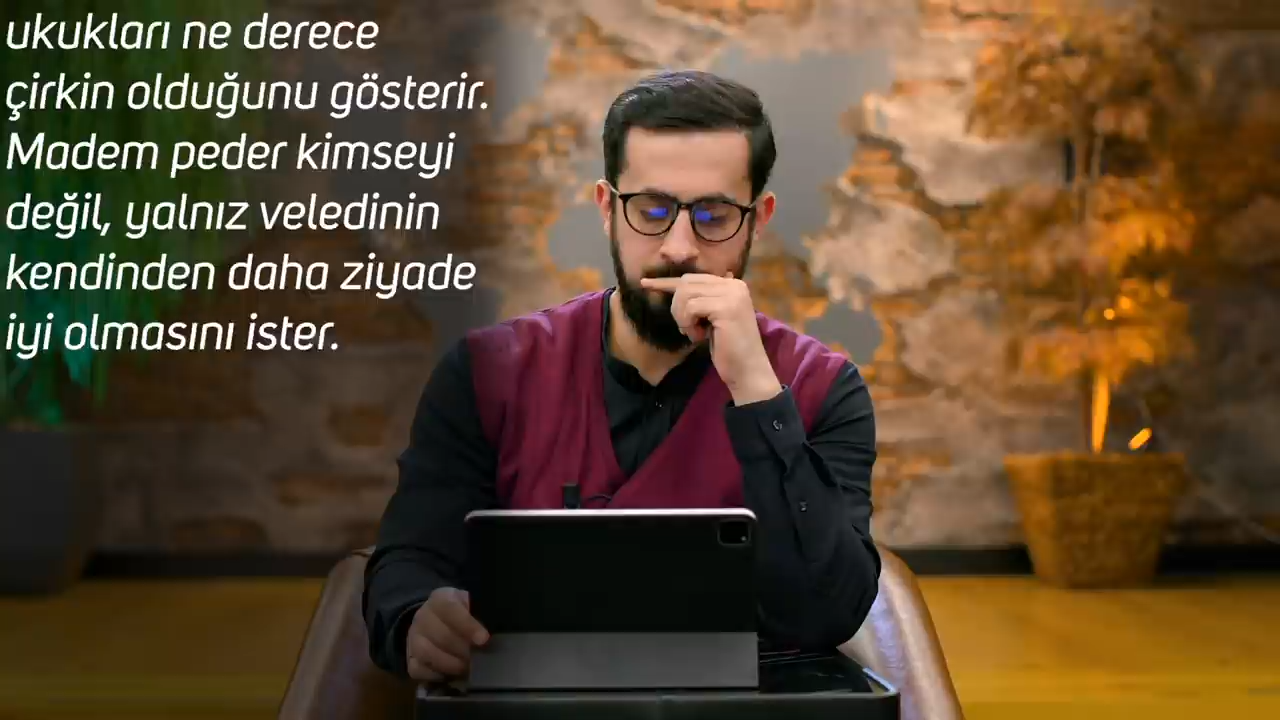 ukukları ne derece
çirkin olduğunu gösterir.
Madem peder kimseyi
değil, yalnız veledinin
kendinden daha ziyade
iyi olmasını ister.